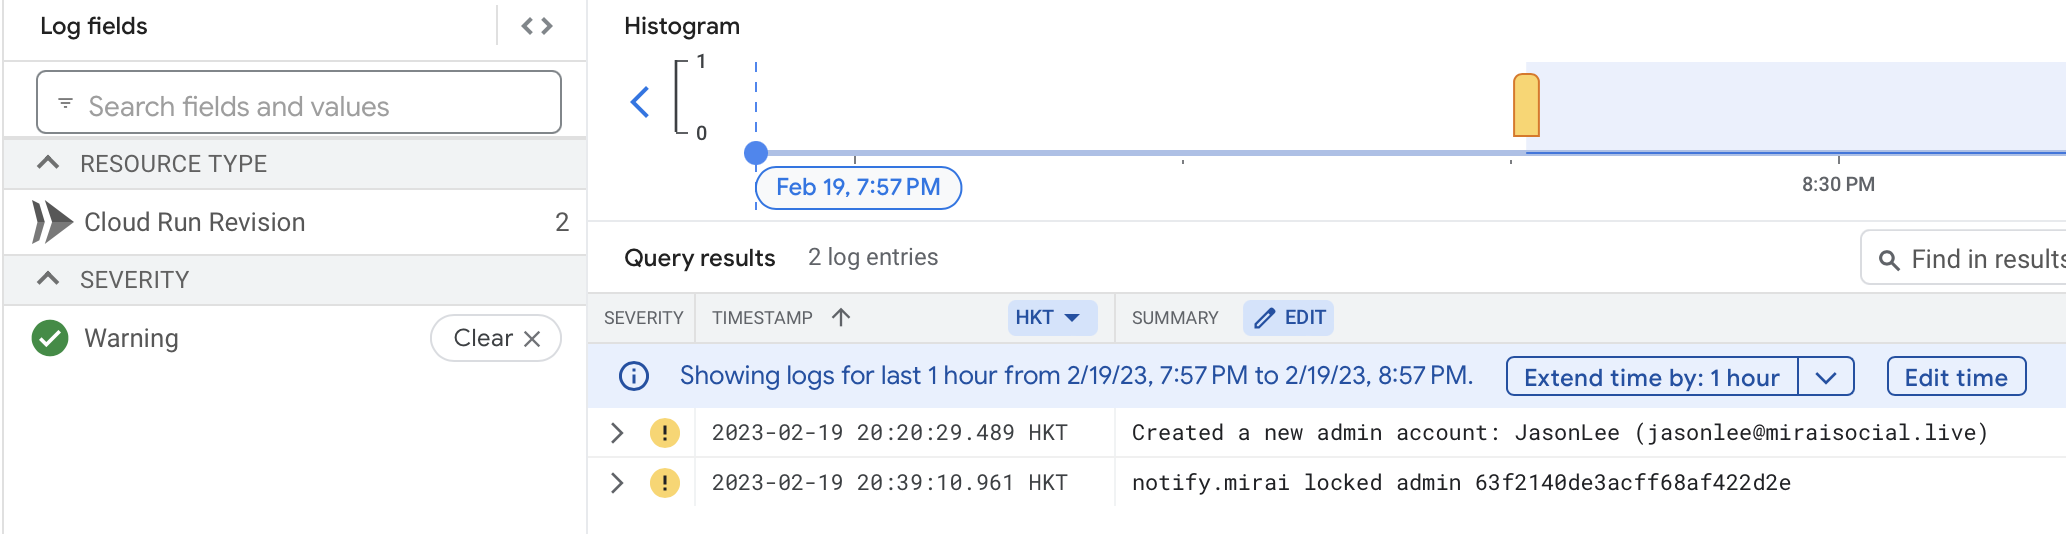 Log fields
Search fields and values
RESOURCE TYPE
Cloud Run Revision 2
SEVERITY
Warning Clear
Histogram
1
0
Feb 19, 7:57 PM
8:30 PM
Query results 2 log entries
Find in results
SEVERITY TIMESTAMP HKT SUMMARY EDIT
Showing logs for last 1 hour from 2/19/23, 7:57 PM to 2/19/23, 8:57 PM. Extend time by: 1 hour Edit time
2023-02-19 20:20:29.489 HKT Created a new admin account: JasonLee (jasonlee@miraisocial.live)
2023-02-19 20:39:10.961 HKT notify.mirai locked admin 63f2140de3acff68af422d2e